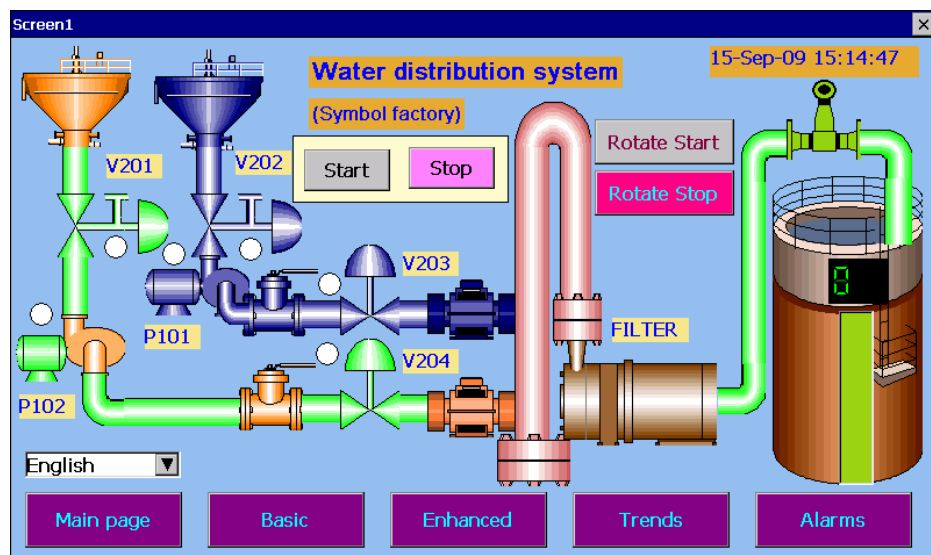 Screen1
15-Sep-09 15:14:47
Water distribution system
(Symbol factory)
V201
V202
Start
Stop
Rotate Start
Rotate Stop
V203
0
P101
FILTER
V204
P102
English
Main page
Basic
Enhanced
Trends
Alarms